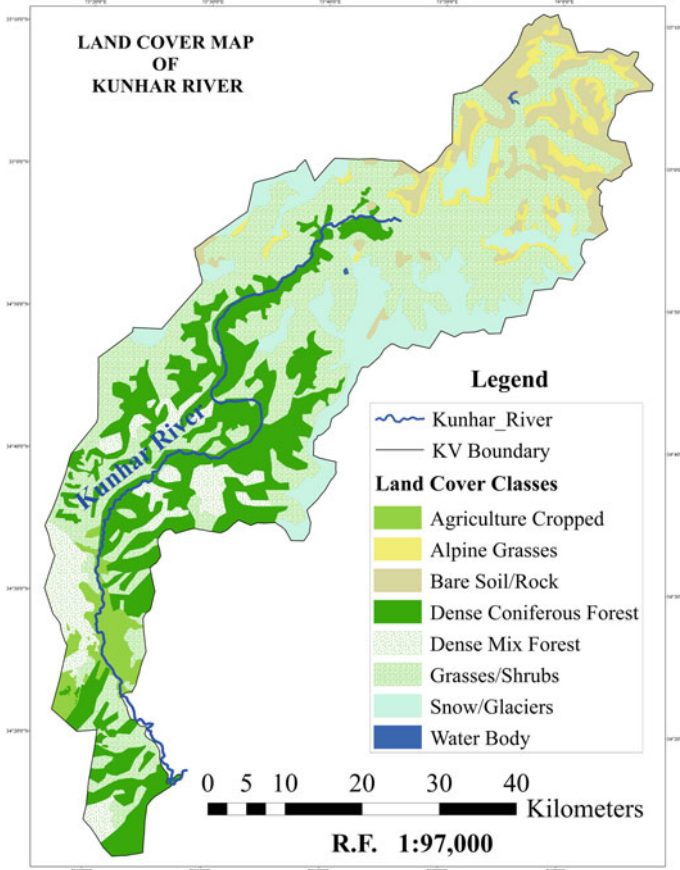 LAND COVER MAP
OF
KUNHAR RIVER
Kunhar River
Legend
Kunhar_River
KV Boundary
Land Cover Classes
Agriculture Cropped
Alpine Grasses
Bare Soil/Rock
Dense Coniferous Forest
Dense Mix Forest
Grasses/Shrubs
Snow/Glaciers
Water Body
0 5 10 20 30 40
Kilometers
R.F. 1:97,000